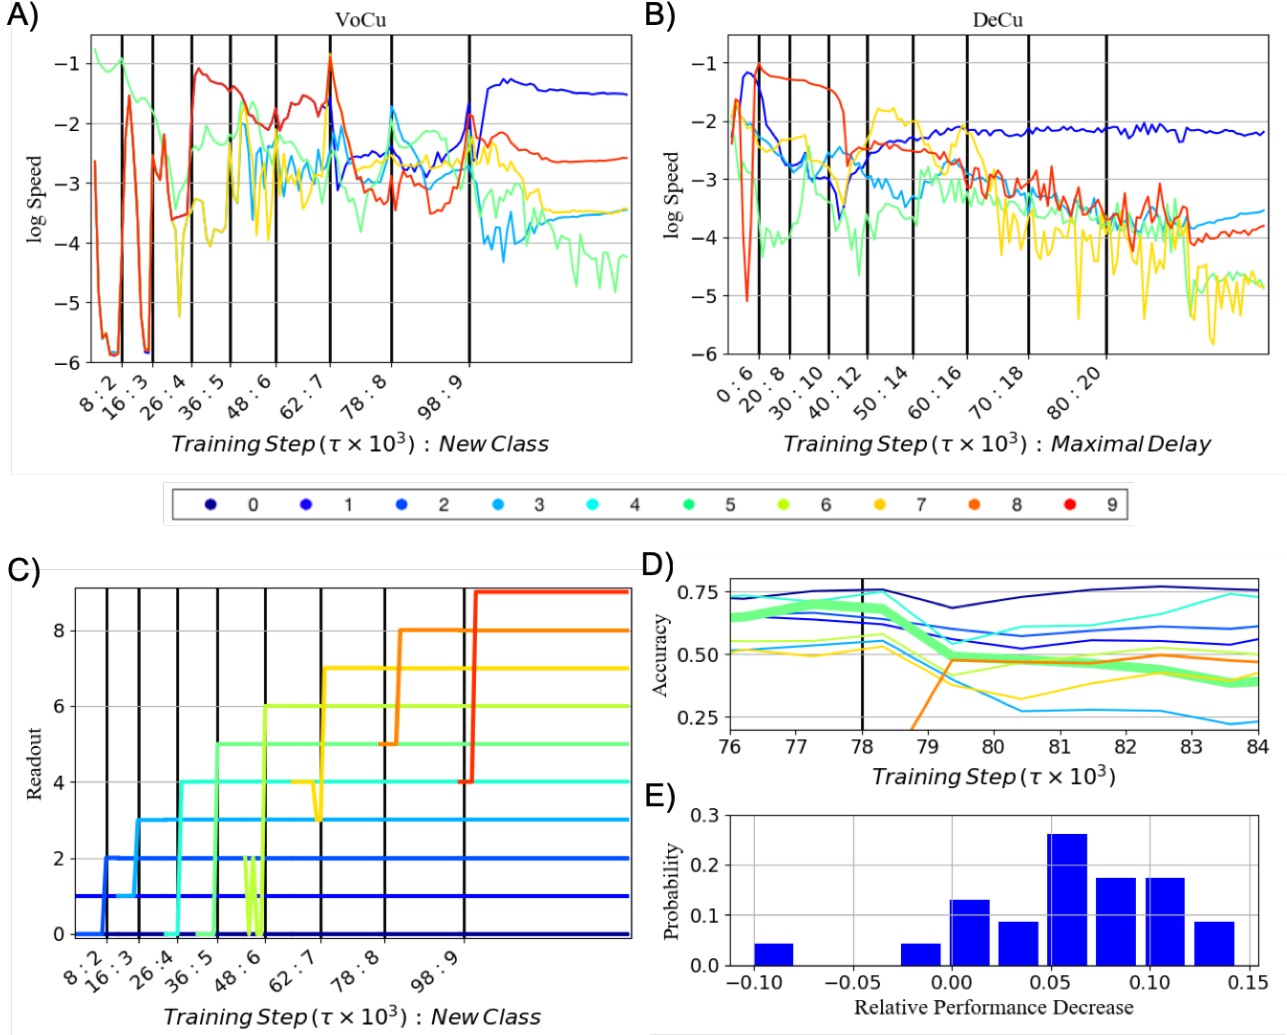 A)
VoCu
log Speed
−1
−2
−3
−4
−5
−6
8 : 2
16 : 3
26 : 4
36 : 5
48 : 6
62 : 7
78 : 8
98 : 9
Training Step (τ × 10³) : New Class
B)
DeCu
log Speed
−1
−2
−3
−4
−5
−6
0 : 6
20 : 8
30 : 10
40 : 12
50 : 14
60 : 16
70 : 18
80 : 20
Training Step (τ × 10³) : Maximal Delay
0 1 2 3 4 5 6 7 8 9
C)
Readout
8
6
4
2
0
8 : 2
16 : 3
26 : 4
36 : 5
48 : 6
62 : 7
78 : 8
98 : 9
Training Step (τ × 10³) : New Class
D)
Accuracy
0.75
0.50
0.25
76 77 78 79 80 81 82 83 84
Training Step (τ × 10³)
E)
Probability
0.3
0.2
0.1
0.0
−0.10 −0.05 0.00 0.05 0.10 0.15
Relative Performance Decrease